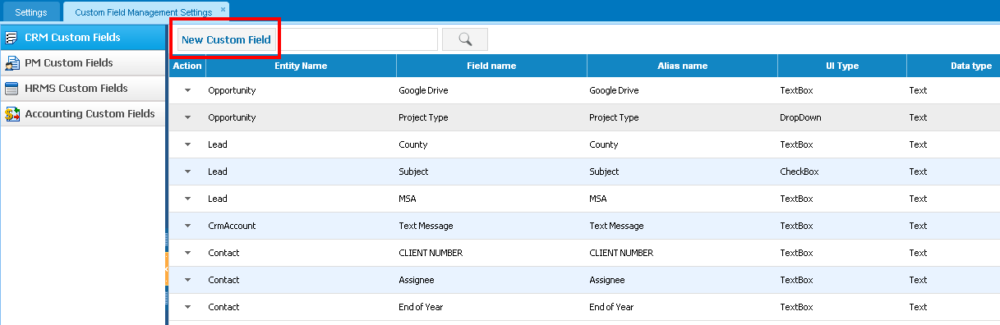 Settings
Custom Field Management Settings
CRM Custom Fields
PM Custom Fields
HRMS Custom Fields
Accounting Custom Fields
New Custom Field
Action Entity Name Field name Alias name UI Type Data type
Opportunity Google Drive Google Drive TextBox Text
Opportunity Project Type Project Type DropDown Text
Lead County County TextBox Text
Lead Subject Subject CheckBox Text
Lead MSA MSA TextBox Text
CrmAccount Text Message Text Message TextBox Text
Contact CLIENT NUMBER CLIENT NUMBER TextBox Text
Contact Assignee Assignee TextBox Text
Contact End of Year End of Year TextBox Text